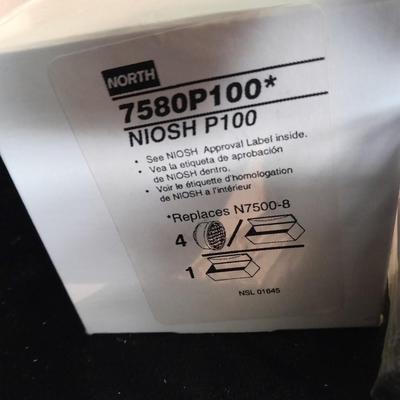 NORTH
7580P100*
NIOSH P100
• See NIOSH Approval Label inside.
• Vea la etiqueta de aprobación
de NIOSH dentro.
• Voir le étiquette d'homologation
de NIOSH a l'intérieur
*Replaces N7500-8
4 /
1
NSL 01645